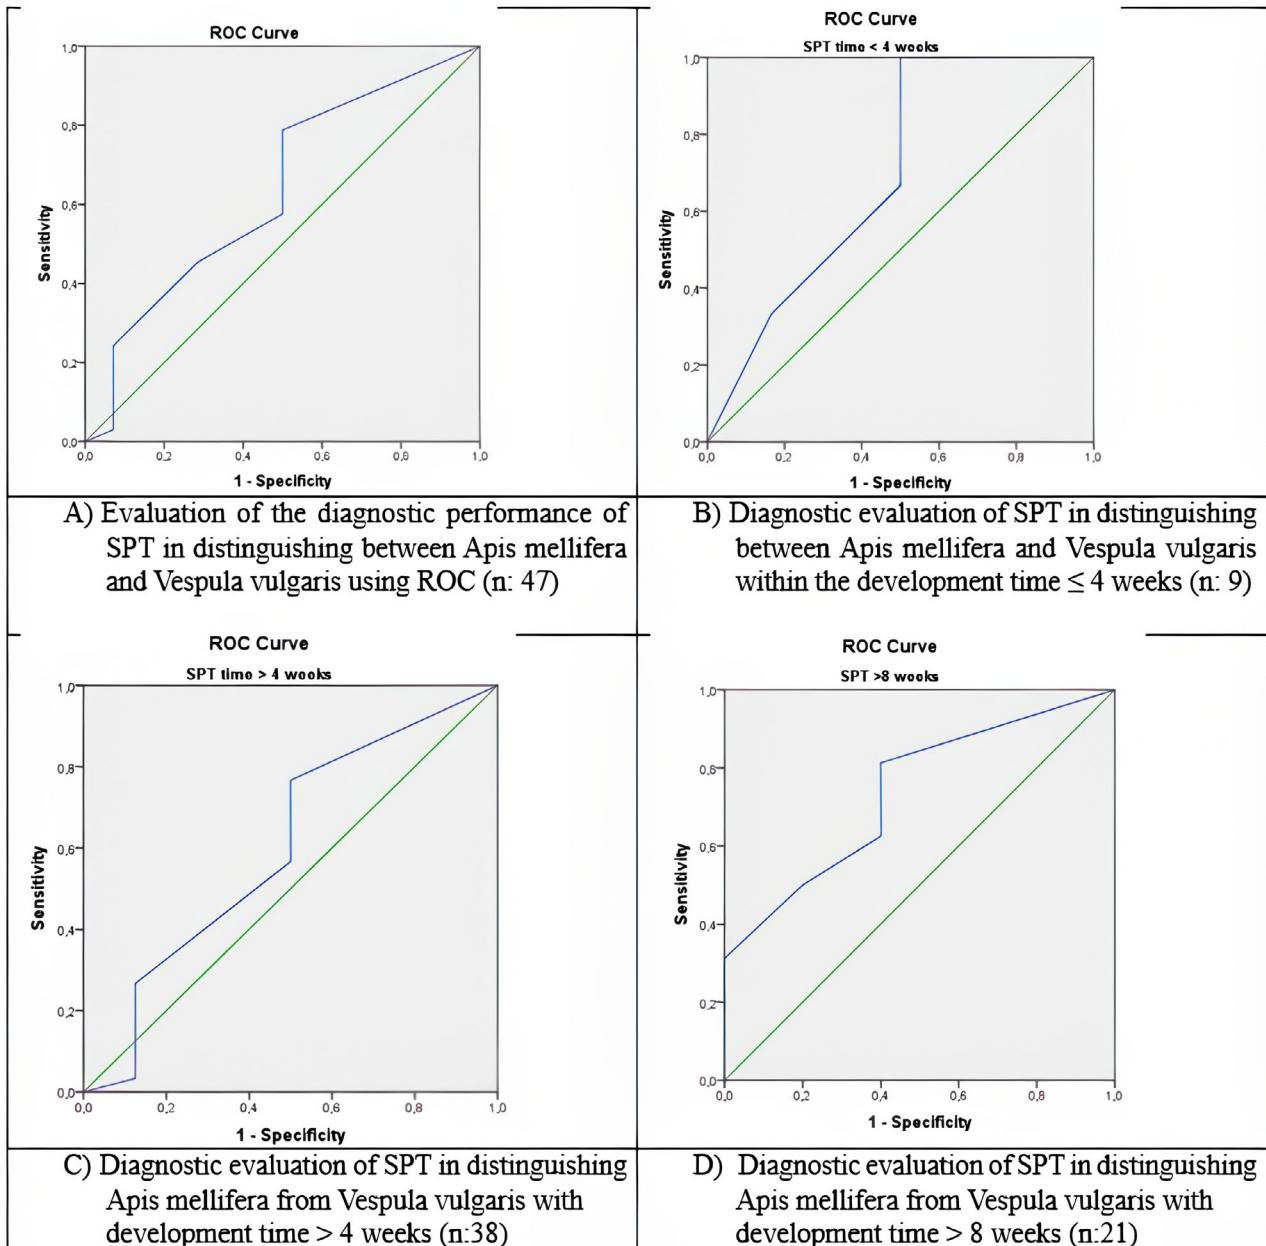 ROC Curve
1,0
0,8
0,6
0,4
0,2
0,0
Sensitivity
0,0 0,2 0,4 0,6 0,8 1,0
1 - Specificity
A) Evaluation of the diagnostic performance of
SPT in distinguishing between Apis mellifera
and Vespula vulgaris using ROC (n: 47)
ROC Curve
SPT time < 4 weeks
1,0
0,8
0,6
0,4
0,2
0,0
Sensitivity
0,0 0,2 0,4 0,6 0,8 1,0
1 - Specificity
B) Diagnostic evaluation of SPT in distinguishing
between Apis mellifera and Vespula vulgaris
within the development time ≤ 4 weeks (n: 9)
ROC Curve
SPT time > 4 weeks
1,0
0,8
0,6
0,4
0,2
0,0
Sensitivity
0,0 0,2 0,4 0,6 0,8 1,0
1 - Specificity
C) Diagnostic evaluation of SPT in distinguishing
Apis mellifera from Vespula vulgaris with
development time > 4 weeks (n:38)
ROC Curve
SPT >8 weeks
1,0
0,8
0,6
0,4
0,2
0,0
Sensitivity
0,0 0,2 0,4 0,6 0,8 1,0
1 - Specificity
D) Diagnostic evaluation of SPT in distinguishing
Apis mellifera from Vespula vulgaris with
development time > 8 weeks (n:21)